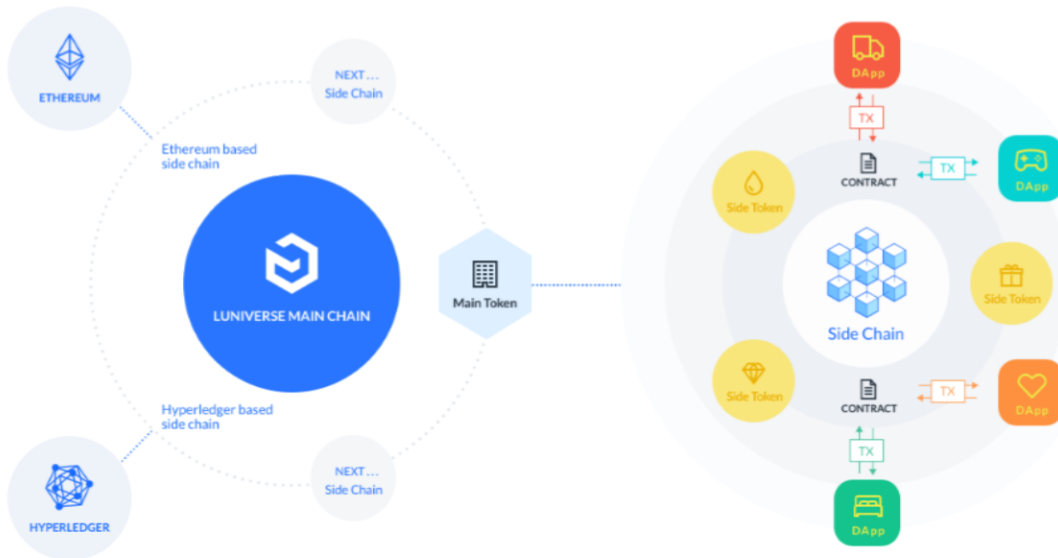 ETHEREUM
NEXT...
Side Chain
Ethereum based
side chain
LUNIVERSE MAIN CHAIN
Main Token
Hyperledger based
side chain
NEXT...
Side Chain
HYPERLEDGER
DApp
TX
CONTRACT
TX
DApp
Side Token
Side Token
Side Chain
Side Token
CONTRACT
TX
DApp
TX
DApp